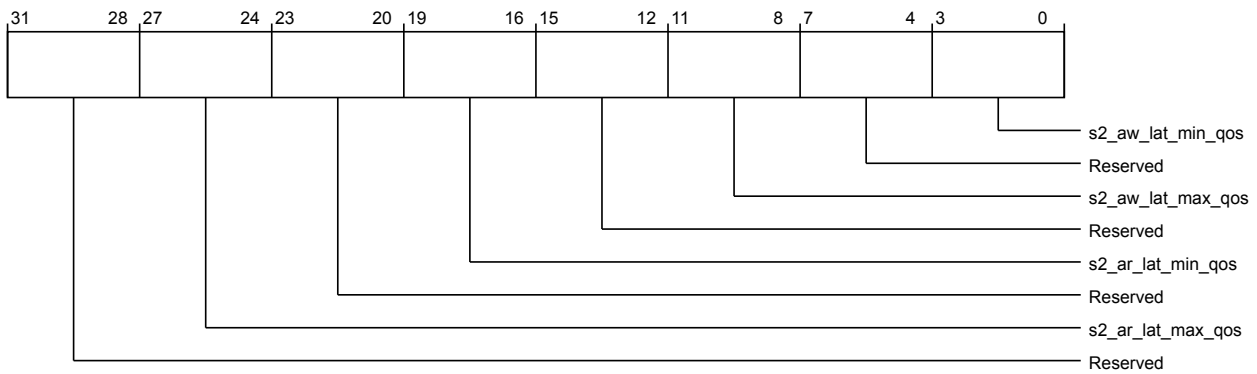 31 28 27 24 23 20 19 16 15 12 11 8 7 4 3 0
s2_aw_lat_min_qos
Reserved
s2_aw_lat_max_qos
Reserved
s2_ar_lat_min_qos
Reserved
s2_ar_lat_max_qos
Reserved